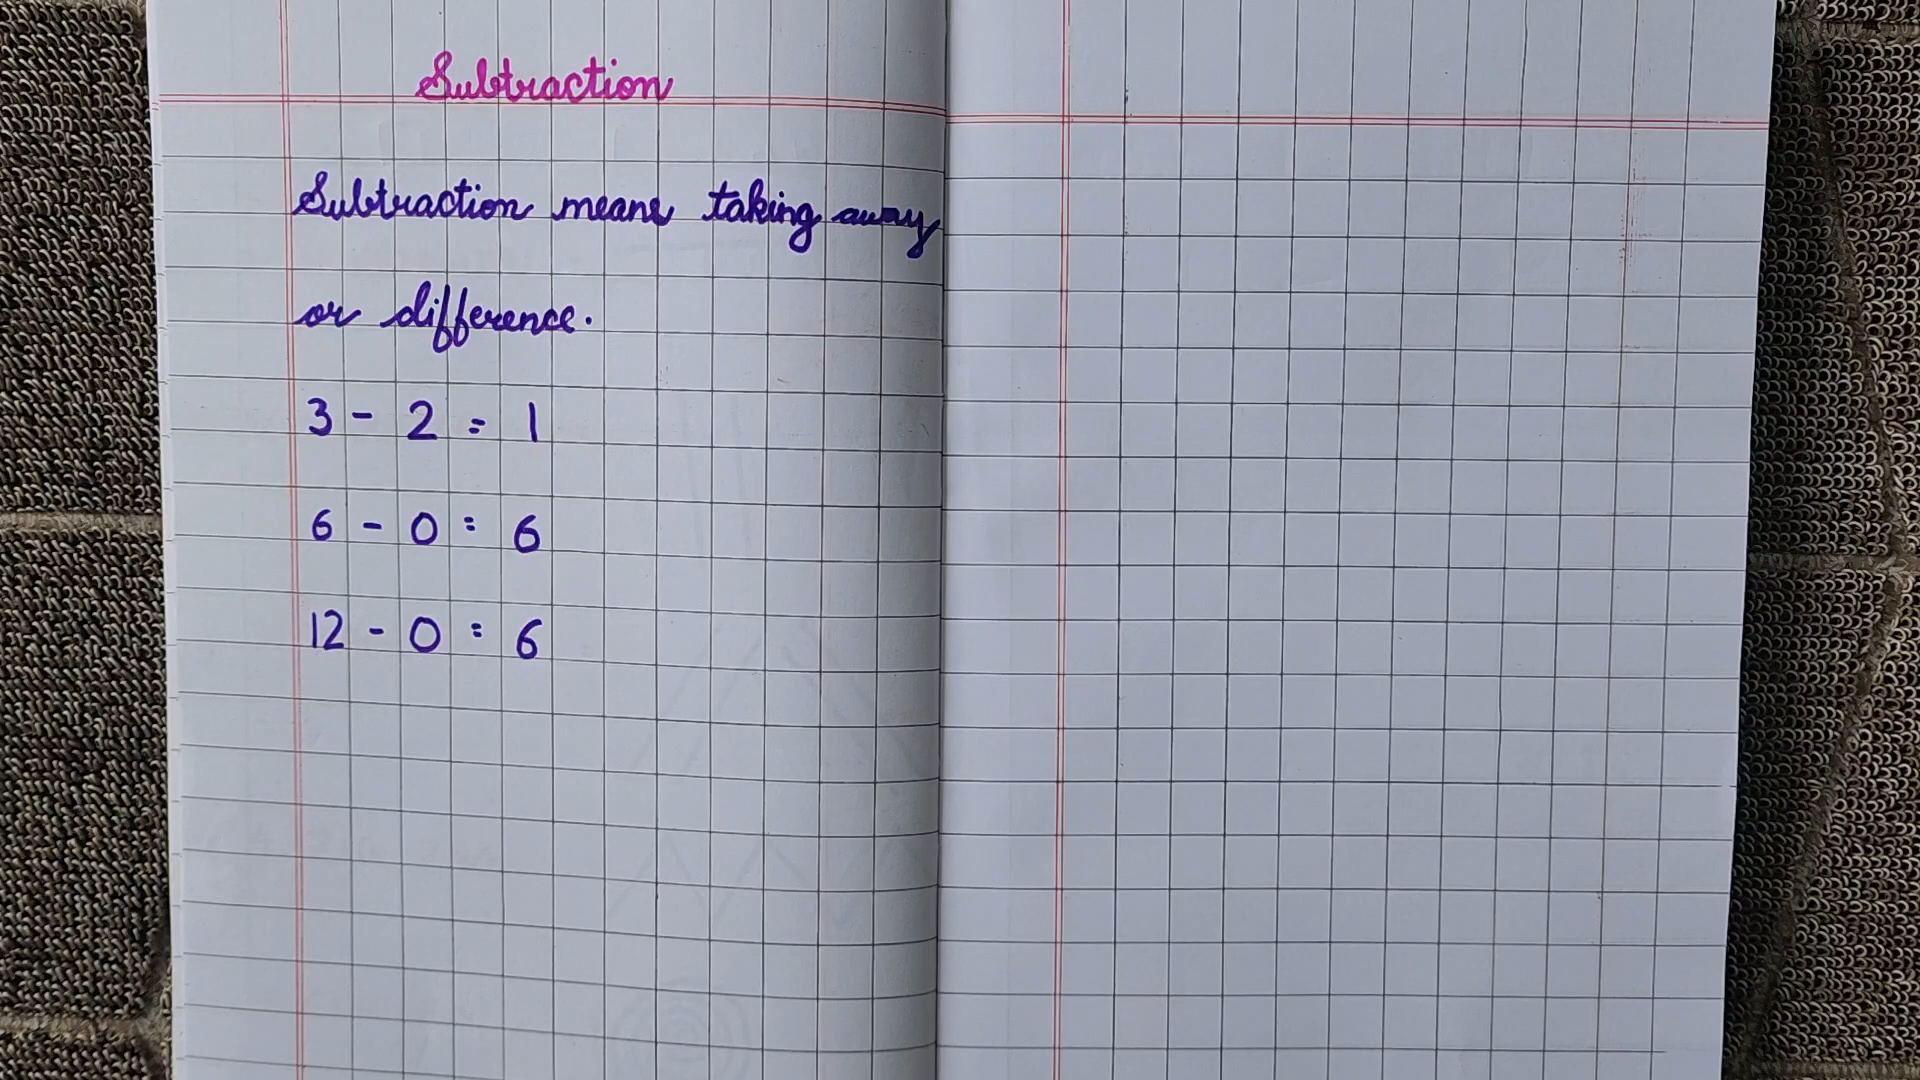 Subtraction
Subtraction means taking away
or difference.
3 - 2 = 1
6 - 0 = 6
12 - 0 = 6